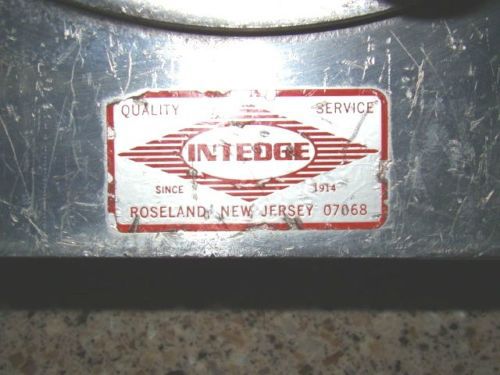 QUALITY SERVICE
INTEDGE
SINCE 1914
ROSELAND, NEW JERSEY 07068